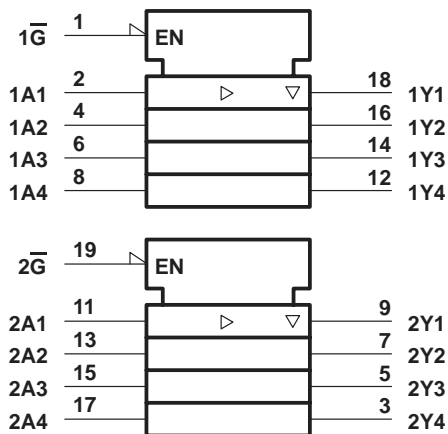 1G̅ 1 EN
1A1 2 18 1Y1
1A2 4 16 1Y2
1A3 6 14 1Y3
1A4 8 12 1Y4
2G̅ 19 EN
2A1 11 9 2Y1
2A2 13 7 2Y2
2A3 15 5 2Y3
2A4 17 3 2Y4